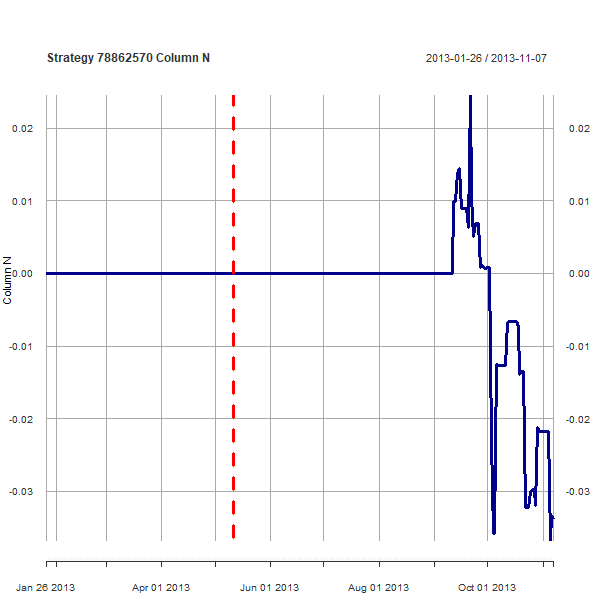 Strategy 78862570 Column N
2013-01-26 / 2013-11-07
0.02 0.02
0.01 0.01
0.00 0.00
-0.01 -0.01
-0.02 -0.02
-0.03 -0.03
Column N
Jan 26 2013 Apr 01 2013 Jun 01 2013 Aug 01 2013 Oct 01 2013